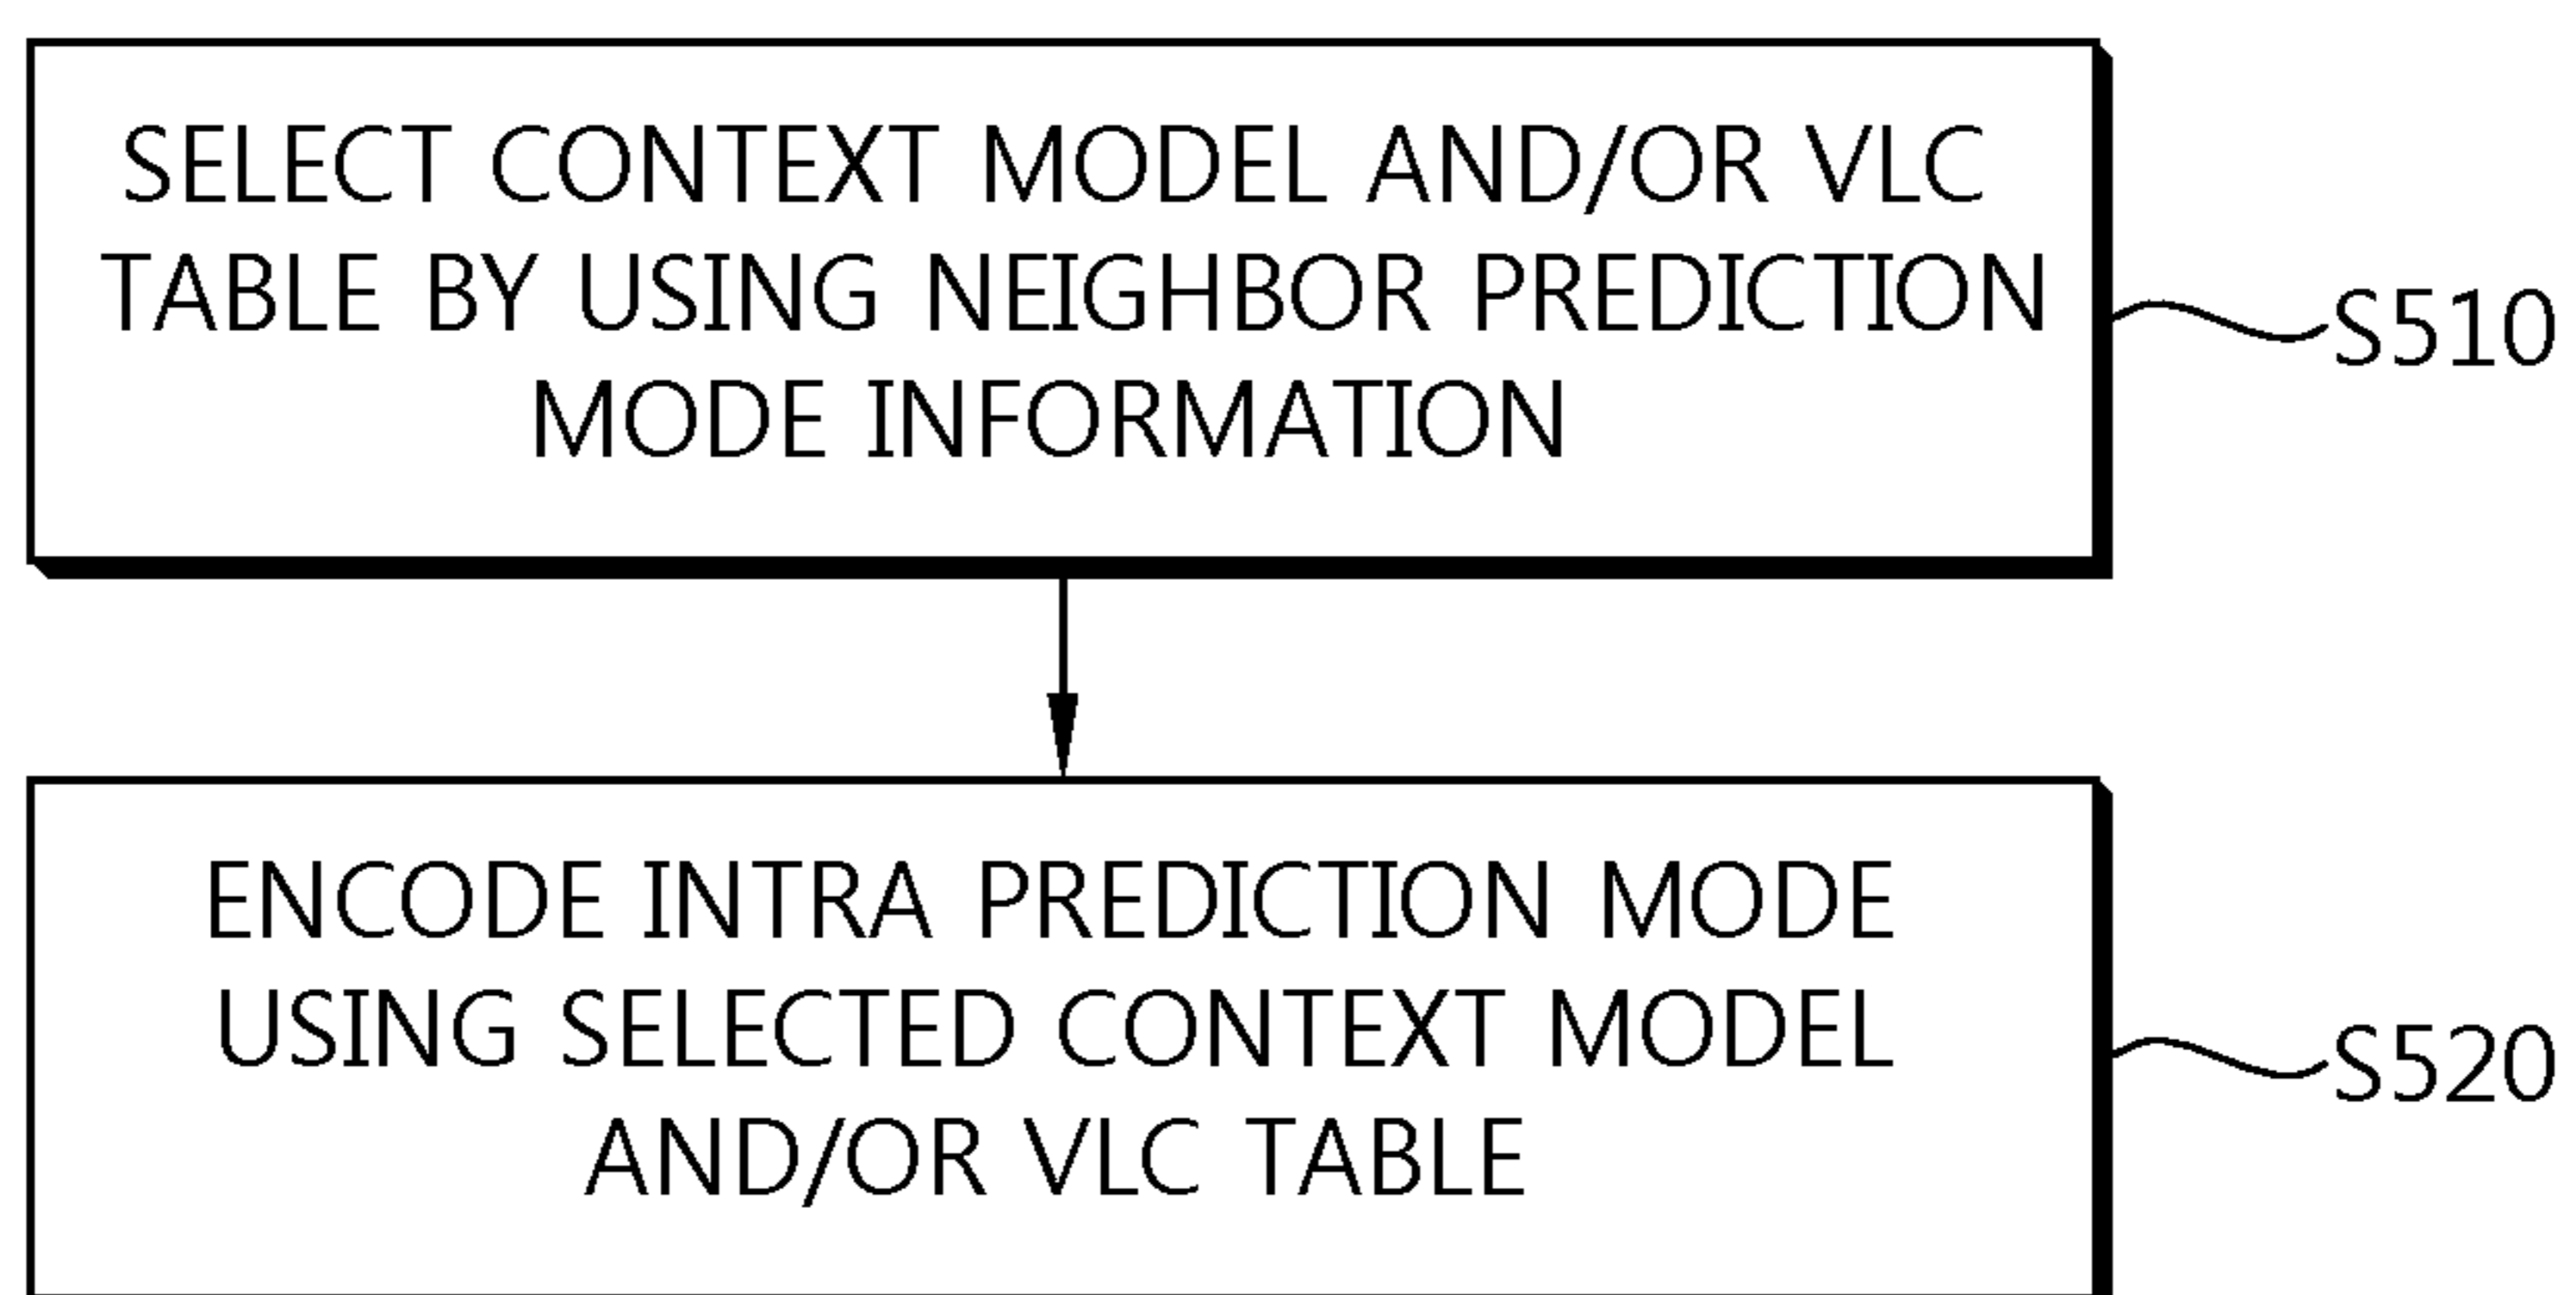 SELECT CONTEXT MODEL AND/OR VLC
TABLE BY USING NEIGHBOR PREDICTION
MODE INFORMATION
S510
ENCODE INTRA PREDICTION MODE
USING SELECTED CONTEXT MODEL
AND/OR VLC TABLE
S520